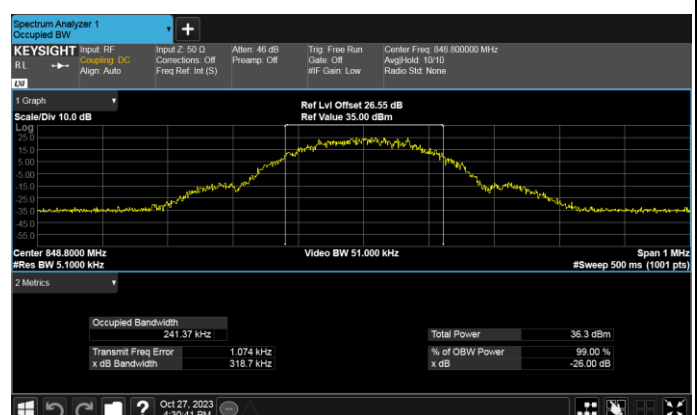 Spectrum Analyzer 1
Occupied BW
+
KEYSIGHT Input: RF Input Z: 50 Ω Atten: 46 dB Trig: Free Run Center Freq: 848.800000 MHz
RL Coupling: DC Corrections: Off Preamp: Off Gate: Off Avg|Hold: 10/10
Align: Auto Freq Ref: Int (S) #IF Gain: Low Radio Std: None
LXI
1 Graph
Ref Lvl Offset 26.55 dB
Scale/Div 10.0 dB Ref Value 35.00 dBm
Log
25.0
15.0
5.00
-5.00
-15.0
-25.0
-35.0
-45.0
-55.0
Center 848.8000 MHz Video BW 51.000 kHz Span 1 MHz
#Res BW 5.1000 kHz #Sweep 500 ms (1001 pts)
2 Metrics
Occupied Bandwidth
241.37 kHz Total Power 36.3 dBm
Transmit Freq Error 1.074 kHz % of OBW Power 99.00 %
x dB Bandwidth 318.7 kHz x dB -26.00 dB
? Oct 27, 2023
4:30:41 PM